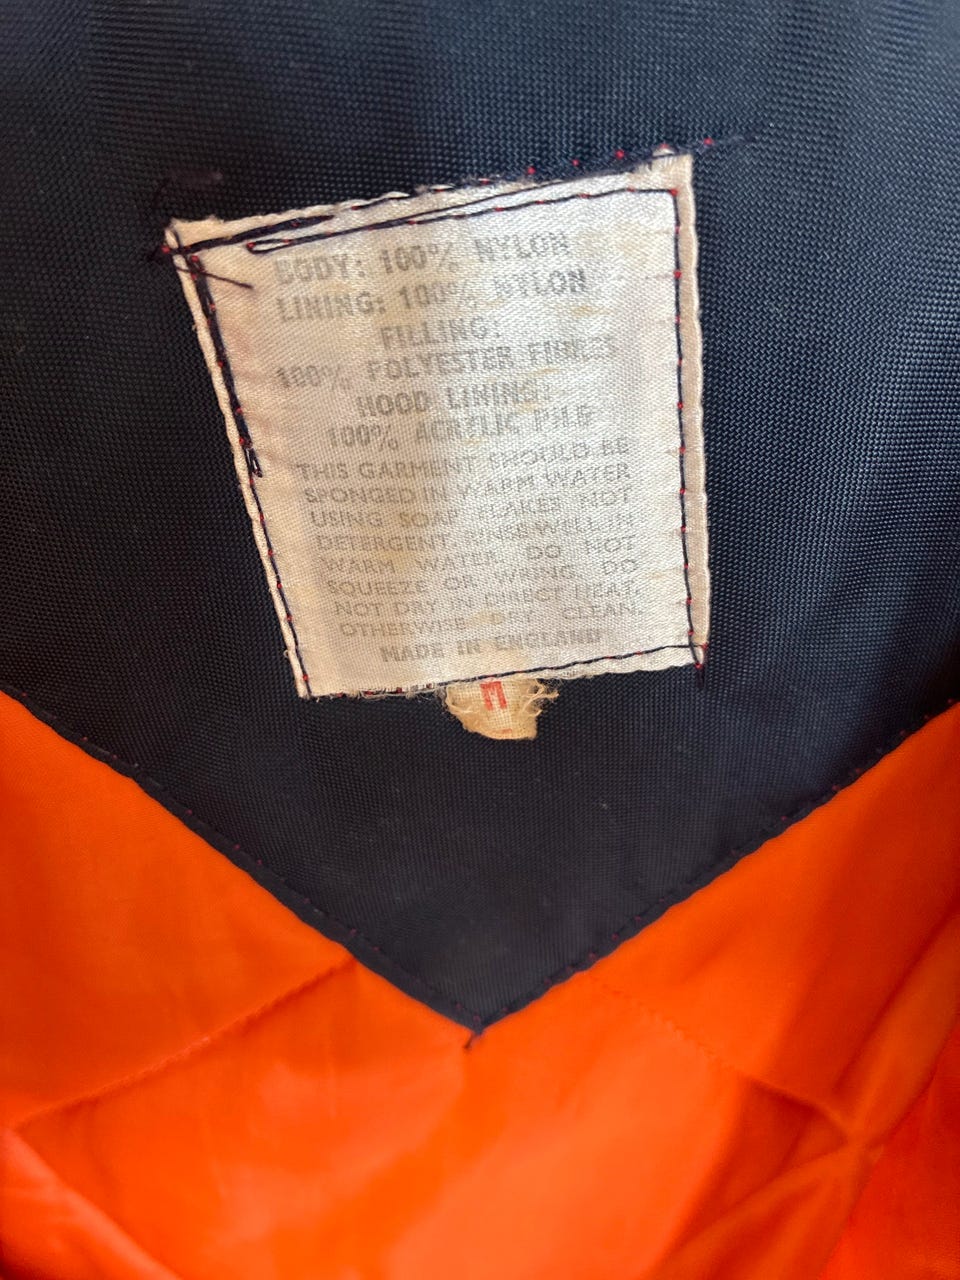 BODY: 100% NYLON
LINING: 100% NYLON
FILLING:
100% POLYESTER FIBRES
HOOD LINING:
100% ACRYLIC PILE
THIS GARMENT SHOULD BE
SPONGED IN WARM WATER
USING SOAP FLAKES NOT
DETERGENT RINSE WELL IN
WARM WATER. DO NOT
SQUEEZE OR WRING. DO
NOT DRY IN DIRECT HEAT.
OTHERWISE DRY CLEAN.
MADE IN ENGLAND